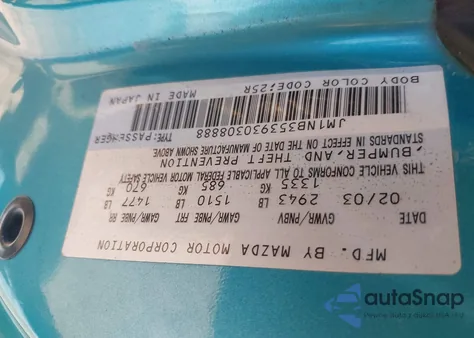 MFD. BY MAZDA MOTOR CORPORATION
GVWR/PNBV GAWR/PNBE FRT GAWR/PNBE RR
02/03 2943 LB 1510 LB 1477 LB
1335 KG 685 KG 670 KG
THIS VEHICLE CONFORMS TO ALL APPLICABLE FEDERAL MOTOR VEHICLE SAFETY
,BUMPER, AND THEFT PREVENTION
STANDARDS IN EFFECT ON THE DATE OF MANUFACTURE SHOWN ABOVE
JM1NB353930308888 TYPE:PASSENGER
BODY COLOR CODE;25R MADE IN JAPAN
autoSnap